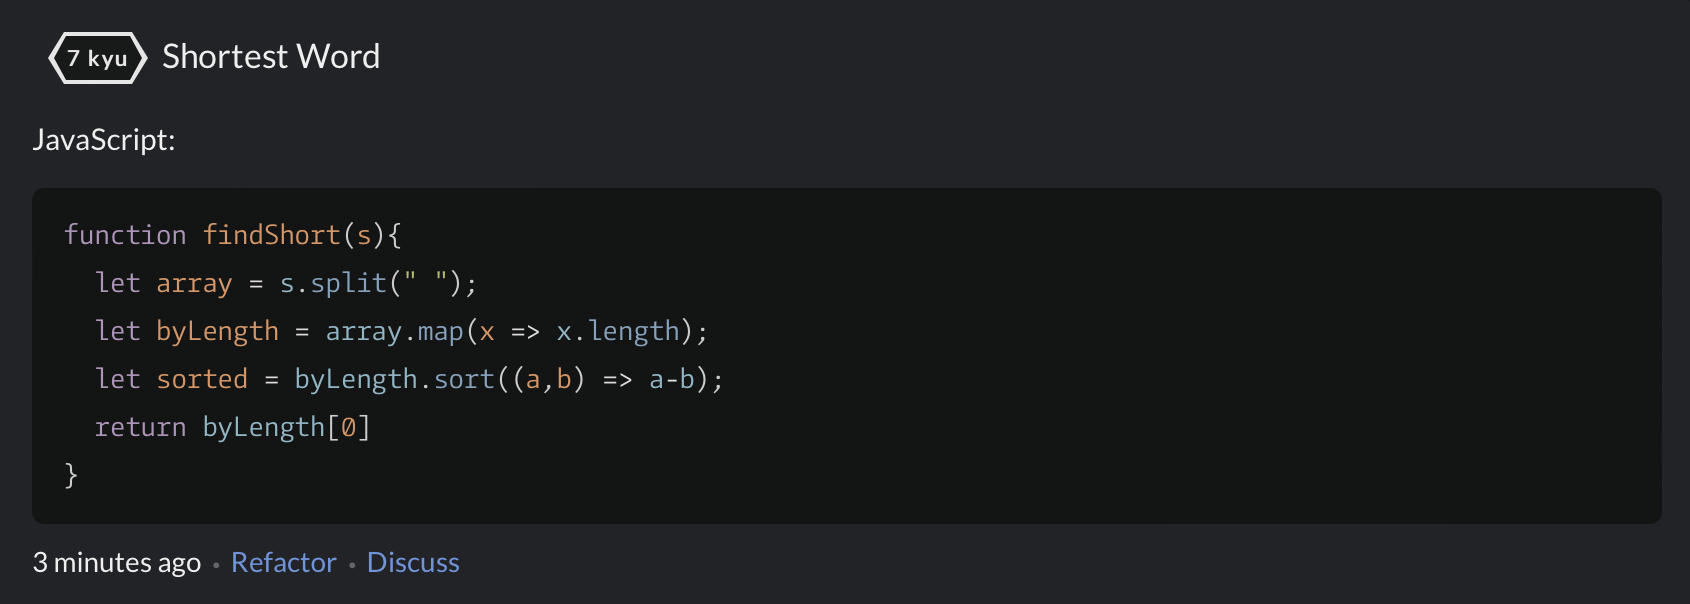 7 kyu Shortest Word
JavaScript:
function findShort(s){
  let array = s.split(" ");
  let byLength = array.map(x => x.length);
  let sorted = byLength.sort((a,b) => a-b);
  return byLength[0]
}
3 minutes ago • Refactor • Discuss